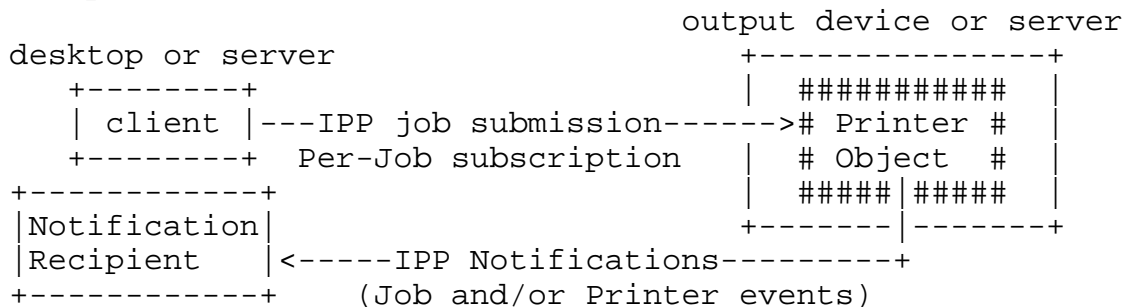 output device or server
desktop or server                             +---------------+
   +--------+                                 |  ###########  |
   | client |---IPP job submission------># Printer #  |
   +--------+  Per-Job subscription    |  # Object  #  |
+------------+                                |  #####|#####  |
|Notification|                                +-------|-------+
|Recipient   |<-----IPP Notifications---------+
+------------+     (Job and/or Printer events)